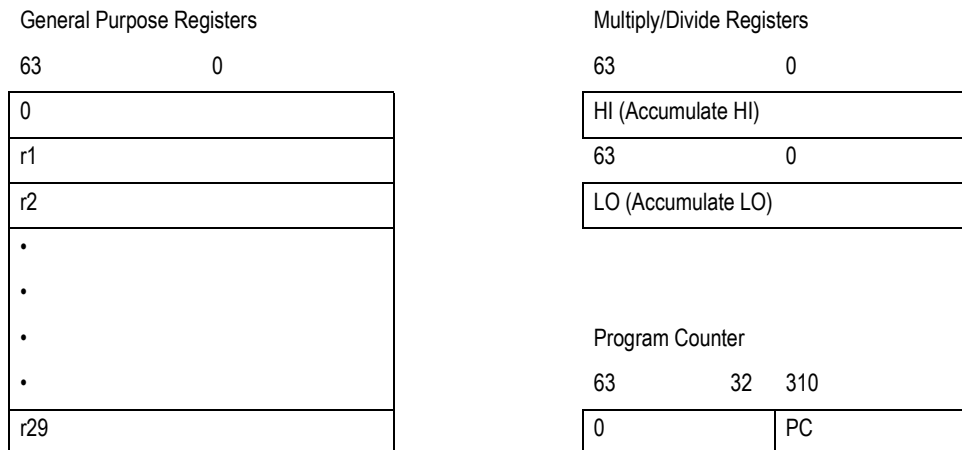 General Purpose Registers
63 0
0
r1
r2
•
•
•
•
r29
Multiply/Divide Registers
63 0
HI (Accumulate HI)
63 0
LO (Accumulate LO)
Program Counter
63 32 310
0 PC